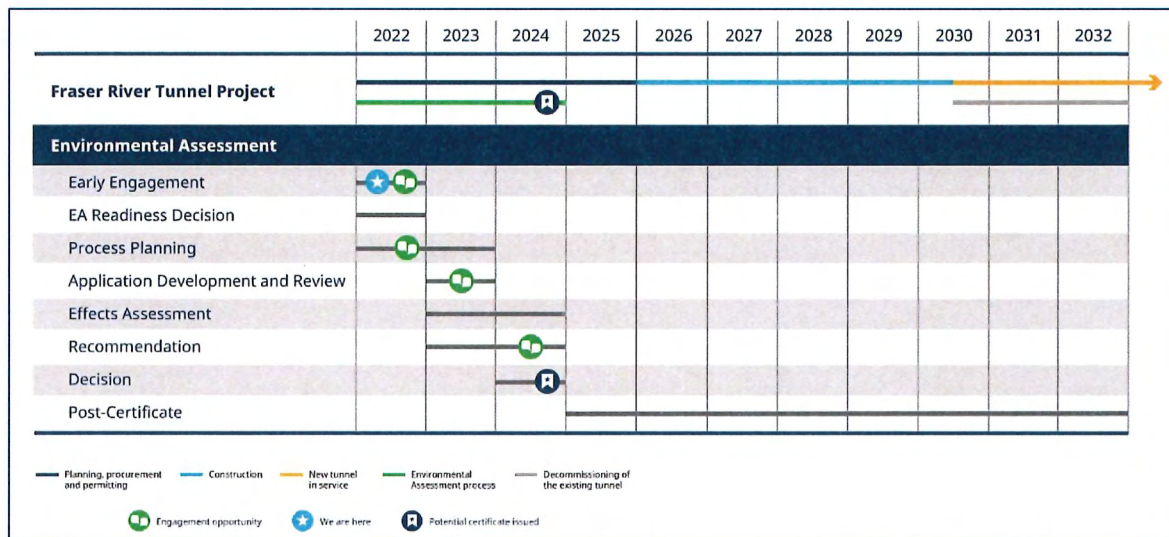 2022 2023 2024 2025 2026 2027 2028 2029 2030 2031 2032
Fraser River Tunnel Project
Environmental Assessment
Early Engagement
EA Readiness Decision
Process Planning
Application Development and Review
Effects Assessment
Recommendation
Decision
Post-Certificate
Planning, procurement
and permitting
Construction
New tunnel
in service
Environmental
Assessment process
Decommissioning of
the existing tunnel
Engagement opportunity
We are here
Potential certificate issued